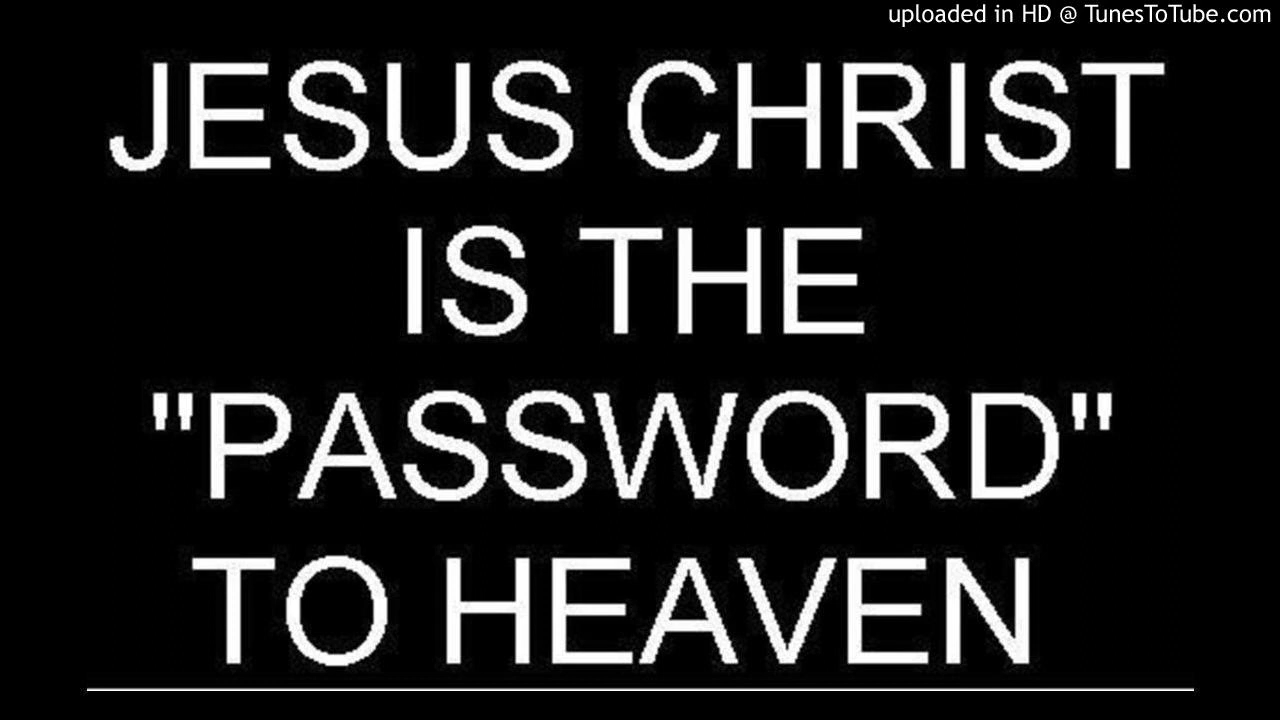 uploaded in HD @ TunesToTube.com
JESUS CHRIST
IS THE
"PASSWORD"
TO HEAVEN